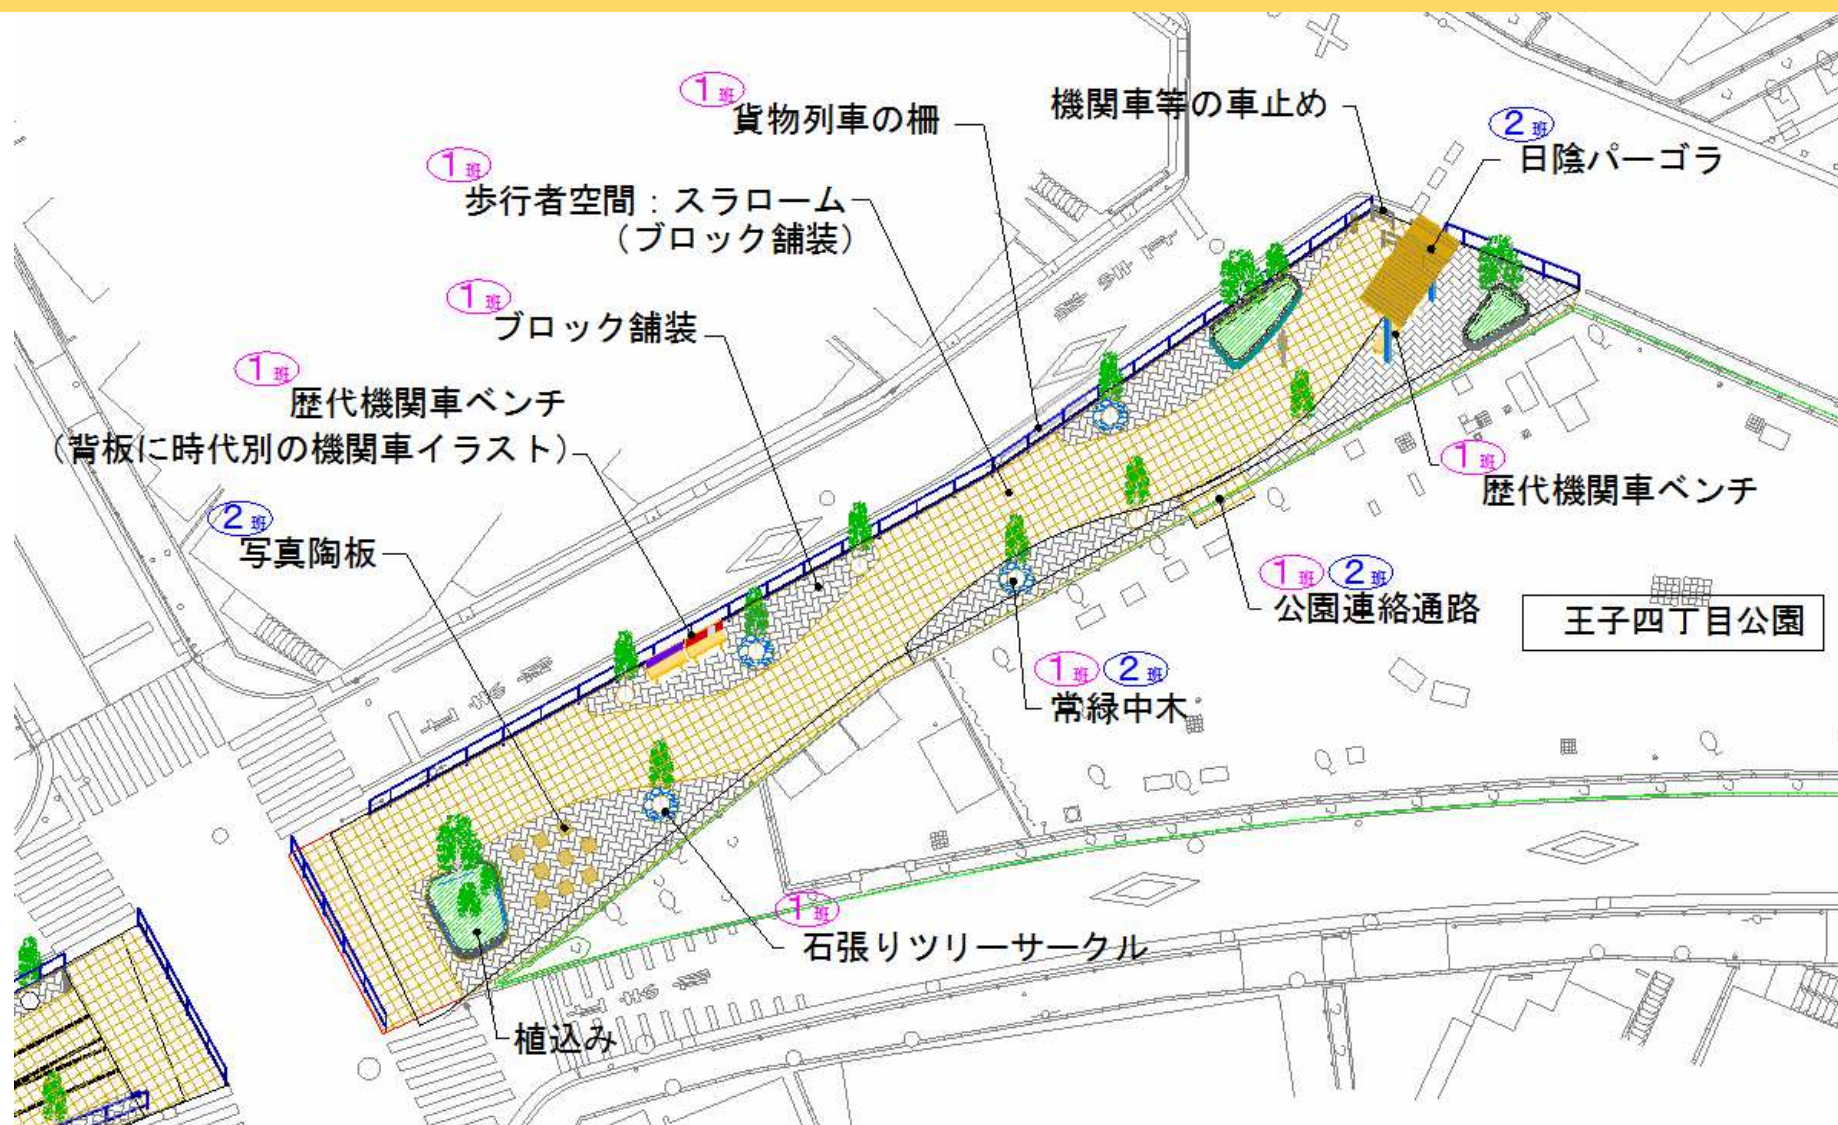 1班
貨物列車の柵
機関車等の車止め
2班
日陰パーゴラ
1班
歩行者空間：スラローム
（ブロック舗装）
1班
ブロック舗装
1班
歴代機関車ベンチ
（背板に時代別の機関車イラスト）
1班
歴代機関車ベンチ
2班
写真陶板
1班 2班
公園連絡通路
王子四丁目公園
1班 2班
常緑中木
1班
石張りツリーサークル
植込み